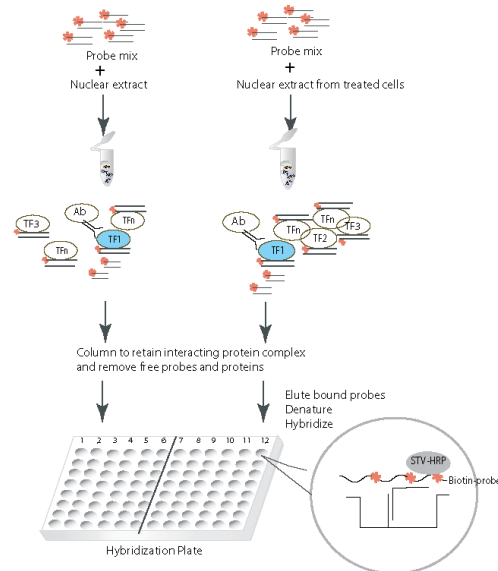 Probe mix
+
Nuclear extract
Probe mix
+
Nuclear extract from treated cells
Ab
TF3
TFn
TFn
TF1
Ab
TFn
TFn
TF3
TF2
TF1
Column to retain interacting protein complex
and remove free probes and proteins
Elute bound probes
Denature
Hybridize
1 2 3 4 5 6 7 8 9 10 11 12
STV-HRP
Biotin-probe
Hybridization Plate